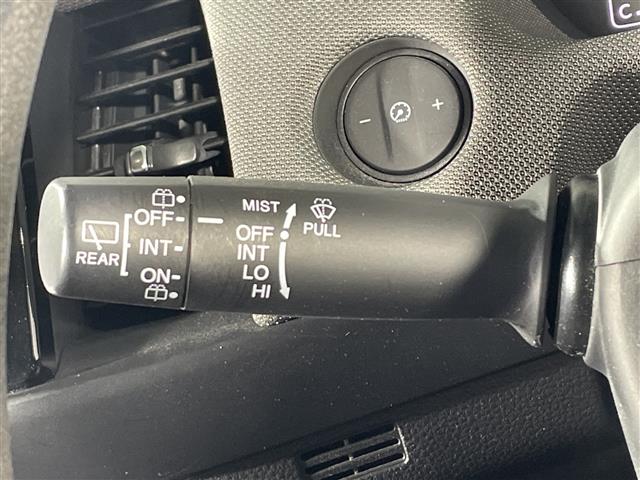 C
- +
OFF
REAR
INT
ON
MIST
OFF
INT
LO
HI
PULL